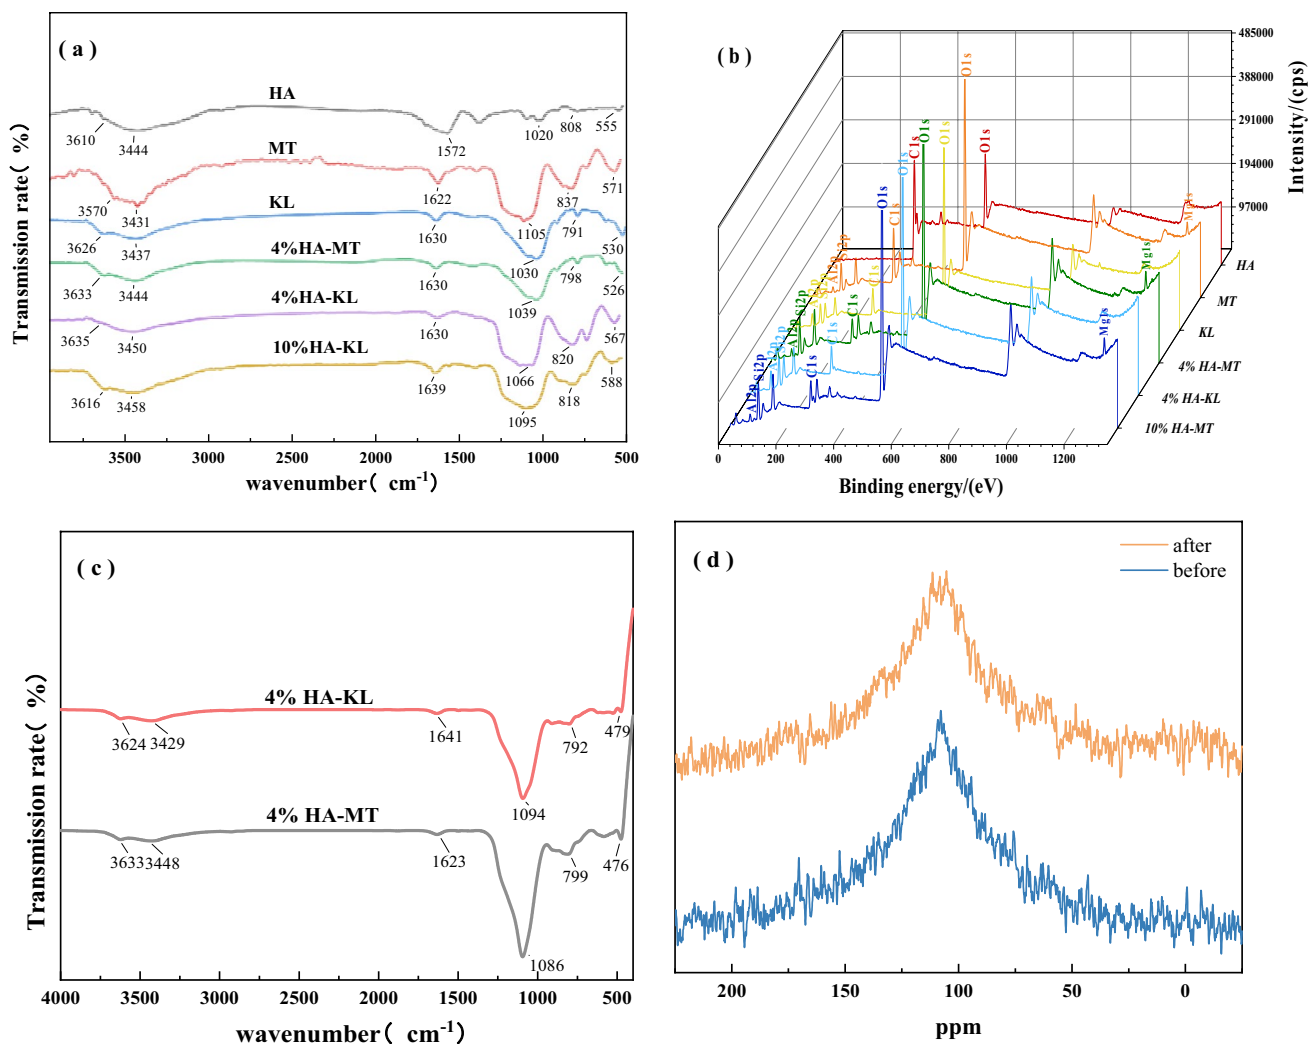 ( a )
Transmission rate( %)
HA
3610
3444
1572
1020
808
555
MT
3570
3431
1622
1105
837
571
KL
3626
3437
1630
1030
791
530
4%HA-MT
3633
3444
1630
1039
798
526
4%HA-KL
3635
3450
1630
1066
820
567
10%HA-KL
3616
3458
1639
1095
818
588
3500 3000 2500 2000 1500 1000 500
wavenumber( cm-1)
( b )
485000
388000
291000
194000
97000
Intensity/(cps)
O1s
C1s
O1s
O1s
O1s
O1s
O1s
C1s
C1s
C1s
C1s
C1s
Al2p
Si2p
Al2p
Si2p
Al2p
Si2p
Mg1s
Mg1s
Mg1s
HA
MT
KL
4% HA-MT
4% HA-KL
10% HA-MT
0 200 400 600 800 1000 1200
Binding energy/(eV)
( c )
Transmission rate( %)
4% HA-KL
3624
3429
1641
1094
792
479
4% HA-MT
3633
3448
1623
1086
799
476
4000 3500 3000 2500 2000 1500 1000 500
wavenumber( cm-1)
( d )
after
before
200 150 100 50 0
ppm